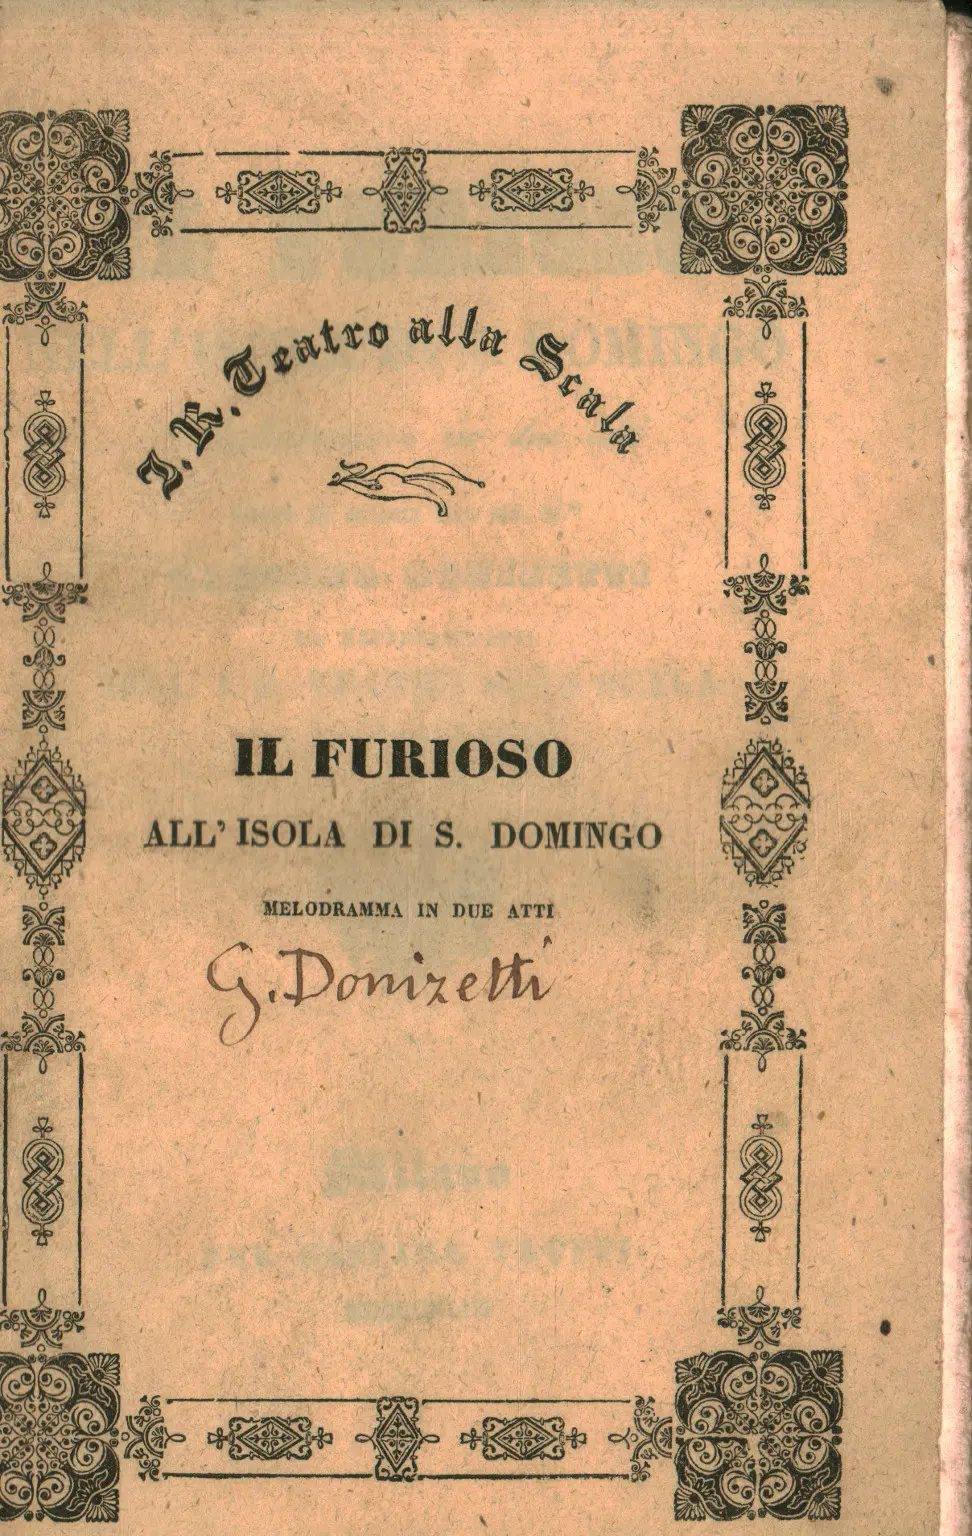 I. R. Teatro alla Scala
IL FURIOSO
ALL' ISOLA DI S. DOMINGO
MELODRAMMA IN DUE ATTI
G. Donizetti